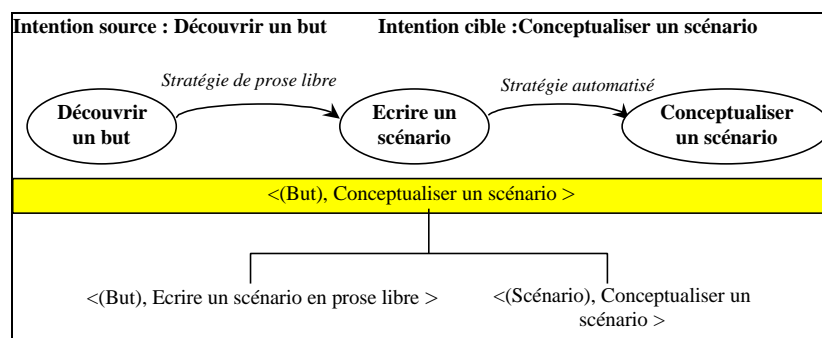 Intention source : Découvrir un but Intention cible :Conceptualiser un scénario
Stratégie de prose libre
Stratégie automatisé
Découvrir
un but
Ecrire un
scénario
Conceptualiser
un scénario
<(But), Conceptualiser un scénario >
<(But), Ecrire un scénario en prose libre >
<(Scénario), Conceptualiser un
scénario >